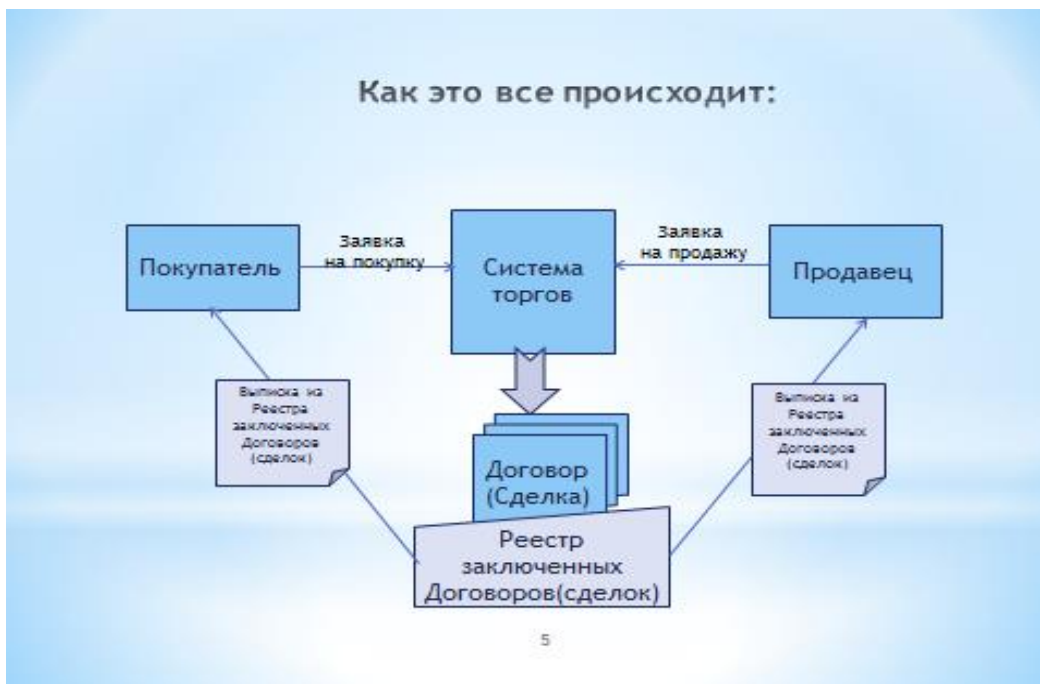 Как это все происходит:
Покупатель
Заявка
на покупку
Система
торгов
Заявка
на продажу
Продавец
Выписка из
Реестра
заключенных
Договоров
(сделок)
Договор
(Сделка)
Выписка из
Реестра
заключенных
Договоров
(сделок)
Реестр
заключенных
Договоров(сделок)
5